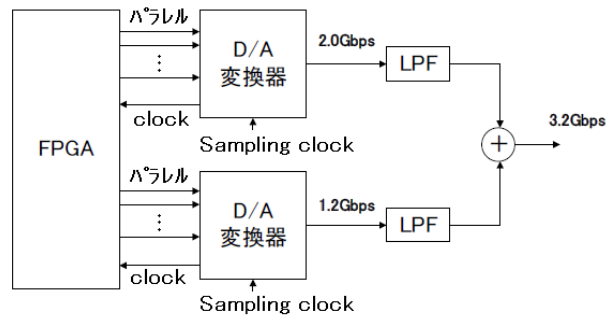 FPGA
パラレル
clock
D/A
変換器
Sampling clock
2.0Gbps
LPF
パラレル
clock
D/A
変換器
Sampling clock
1.2Gbps
LPF
+
3.2Gbps